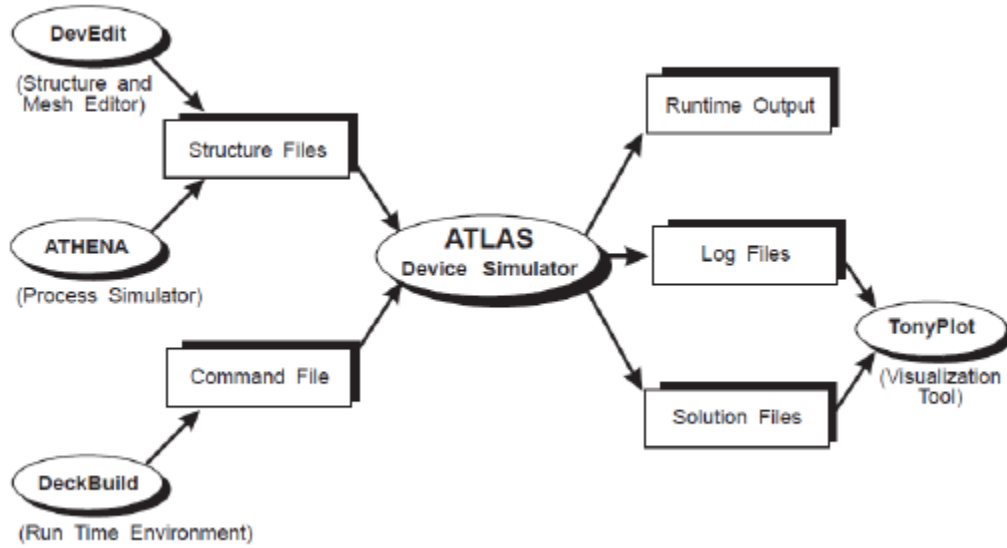 DevEdit
(Structure and
Mesh Editor)
Structure Files
ATHENA
(Process Simulator)
Command File
DeckBuild
(Run Time Environment)
ATLAS
Device Simulator
Runtime Output
Log Files
Solution Files
TonyPlot
(Visualization
Tool)